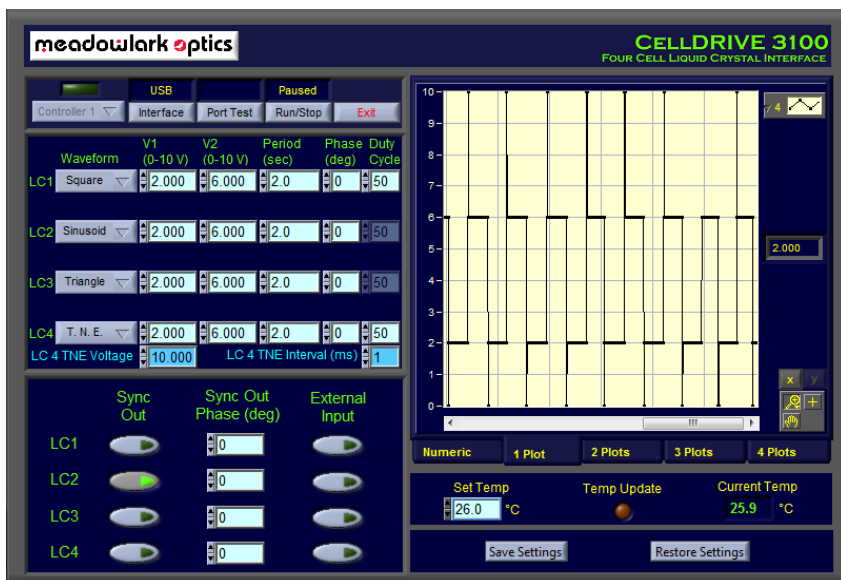 meadowlark optics
CELLDRIVE 3100
FOUR CELL LIQUID CRYSTAL INTERFACE
USB Paused
Controller 1 Interface Port Test Run/Stop Exit
V1 V2 Period Phase Duty
Waveform (0-10 V) (0-10 V) (sec) (deg) Cycle
LC1 Square 2.000 6.000 2.0 0 50
LC2 Sinusoid 2.000 6.000 2.0 0 50
LC3 Triangle 2.000 6.000 2.0 0 50
LC4 T. N. E. 2.000 6.000 2.0 0 50
LC 4 TNE Voltage 10.000 LC 4 TNE Interval (ms) 1
Sync Out Sync Out Phase (deg) External Input
LC1 0
LC2 0
LC3 0
LC4 0
10
9
8
7
6
5
4
3
2
1
0
4
2.000
x y
Numeric 1 Plot 2 Plots 3 Plots 4 Plots
Set Temp Temp Update Current Temp
26.0 °C 25.9 °C
Save Settings Restore Settings